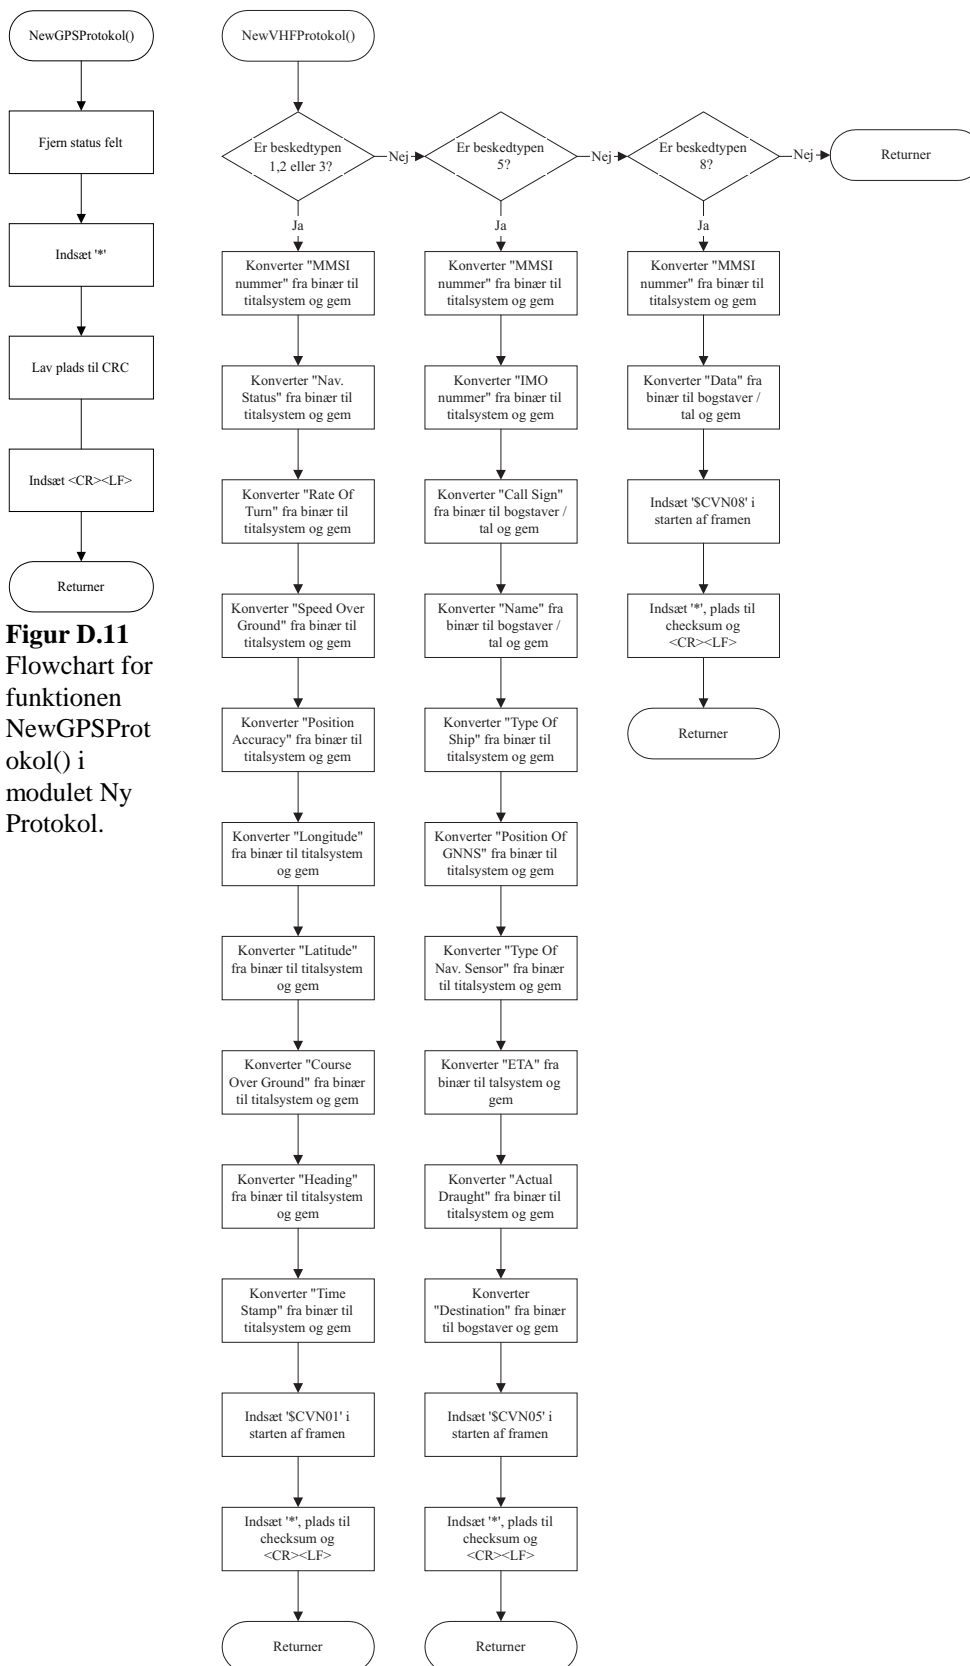 NewGPSProtokol()
Fjern status felt
Indsæt '*'
Lav plads til CRC
Indsæt <CR><LF>
Returner
Figur D.11
Flowchart for
funktionen
NewGPSProt
okol() i
modulet Ny
Protokol.
NewVHFProtokol()
Er beskedtypen
1,2 eller 3?
Nej
Er beskedtypen
5?
Nej
Er beskedtypen
8?
Nej
Returner
Ja
Konverter "MMSI
nummer" fra binær til
titalsystem og gem
Konverter "Nav.
Status" fra binær til
titalsystem og gem
Konverter "Rate Of
Turn" fra binær til
titalsystem og gem
Konverter "Speed Over
Ground" fra binær til
titalsystem og gem
Konverter "Position
Accuracy" fra binær til
titalsystem og gem
Konverter "Longitude"
fra binær til titalsystem
og gem
Konverter "Latitude"
fra binær til titalsystem
og gem
Konverter "Course
Over Ground" fra binær
til titalsystem og gem
Konverter "Heading"
fra binær til titalsystem
og gem
Konverter "Time
Stamp" fra binær til
titalsystem og gem
Indsæt '$CVN01' i
starten af framen
Indsæt '*', plads til
checksum og
<CR><LF>
Returner
Ja
Konverter "MMSI
nummer" fra binær til
titalsystem og gem
Konverter "IMO
nummer" fra binær til
titalsystem og gem
Konverter "Call Sign"
fra binær til bogstaver /
tal og gem
Konverter "Name" fra
binær til bogstaver /
tal og gem
Konverter "Type Of
Ship" fra binær til
titalsystem og gem
Konverter "Position Of
GNNS" fra binær til
titalsystem og gem
Konverter "Type Of
Nav. Sensor" fra binær
til titalsystem og gem
Konverter "ETA" fra
binær til talsystem og
gem
Konverter "Actual
Draught" fra binær til
titalsystem og gem
Konverter
"Destination" fra binær
til bogstaver og gem
Indsæt '$CVN05' i
starten af framen
Indsæt '*', plads til
checksum og
<CR><LF>
Returner
Ja
Konverter "MMSI
nummer" fra binær til
titalsystem og gem
Konverter "Data" fra
binær til bogstaver /
tal og gem
Indsæt '$CVN08' i
starten af framen
Indsæt '*', plads til
checksum og
<CR><LF>
Returner